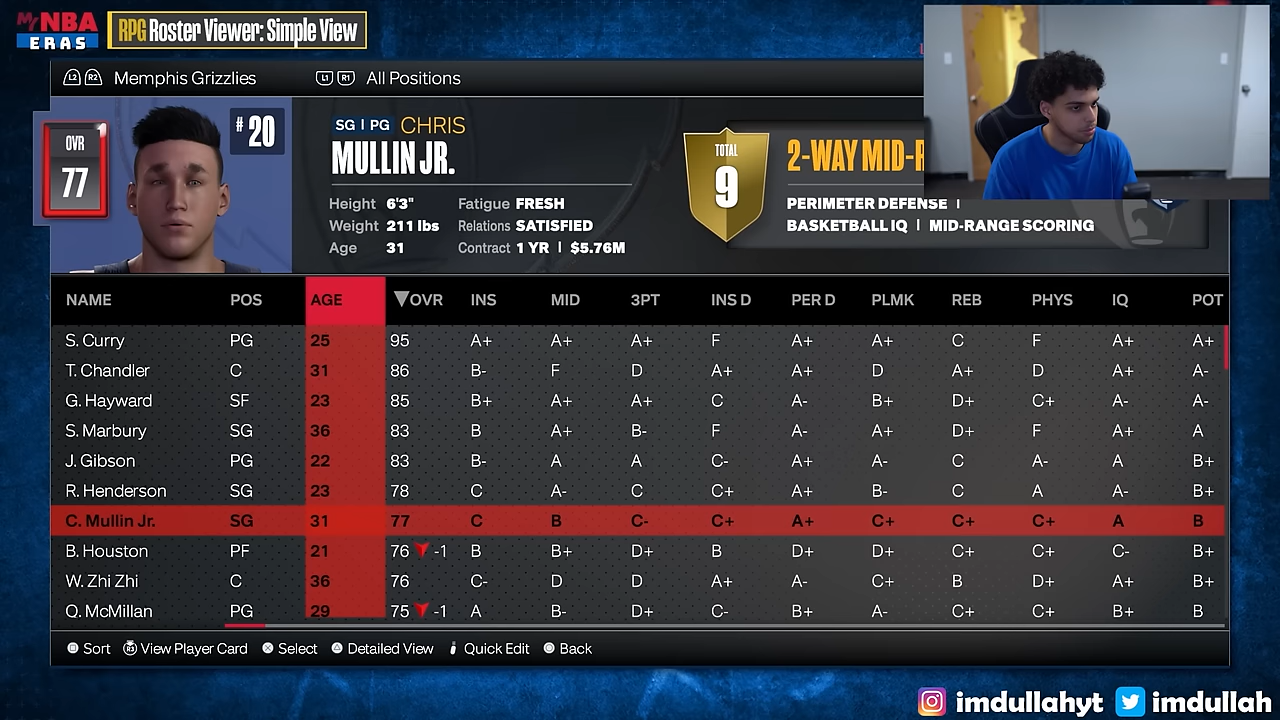 MyNBA
ERAS
RPG Roster Viewer: Simple View
L2 R2 Memphis Grizzlies L1 R1 All Positions
OVR
77
1
#20
SG | PG CHRIS
MULLIN JR.
Height 6'3" Fatigue FRESH
Weight 211 lbs Relations SATISFIED
Age 31 Contract 1 YR | $5.76M
TOTAL
9
2-WAY MID-
PERIMETER DEFENSE |
BASKETBALL IQ | MID-RANGE SCORING
NAME POS AGE ▼OVR INS MID 3PT INS D PER D PLMK REB PHYS IQ POT
S. Curry PG 25 95 A+ A+ A+ F A+ A+ C F A+ A+
T. Chandler C 31 86 B- F D A+ A+ D A+ D A+ A-
G. Hayward SF 23 85 B+ A+ A+ C A- B+ D+ C+ A- A-
S. Marbury SG 36 83 B A+ B- F A- A+ D+ F A+ A
J. Gibson PG 22 83 B- A A C- A+ A- C A- A B+
R. Henderson SG 23 78 C A- C C+ A+ B- C A A- B+
C. Mullin Jr. SG 31 77 C B C- C+ A+ C+ C+ C+ A B
B. Houston PF 21 76 ▼ -1 B B+ D+ B D+ D+ C+ C+ C- B+
W. Zhi Zhi C 36 76 C- D D A+ A- C+ B D+ A+ B+
Q. McMillan PG 29 75 ▼ -1 A B- D+ C- B+ A- C+ C+ B+ B
Sort View Player Card Select Detailed View Quick Edit Back
imdullahyt imdullah